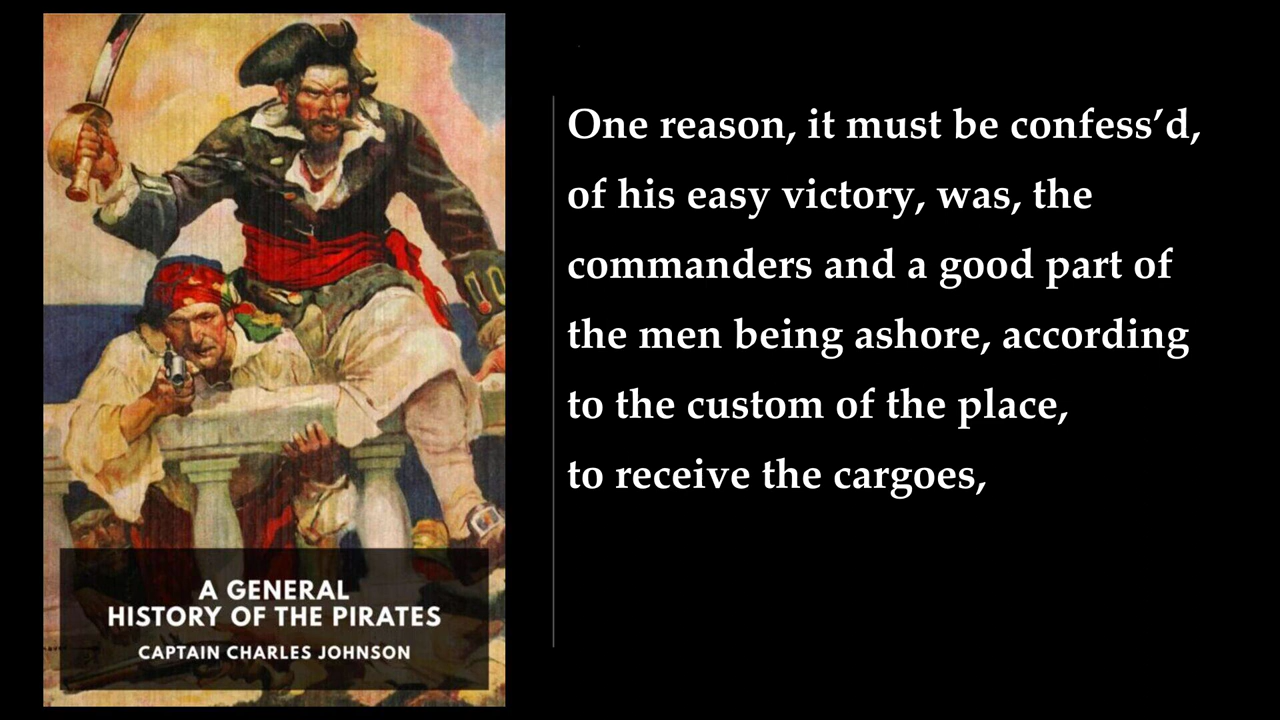 One reason, it must be confess’d,
of his easy victory, was, the
commanders and a good part of
the men being ashore, according
to the custom of the place,
to receive the cargoes,
A GENERAL
HISTORY OF THE PIRATES
CAPTAIN CHARLES JOHNSON